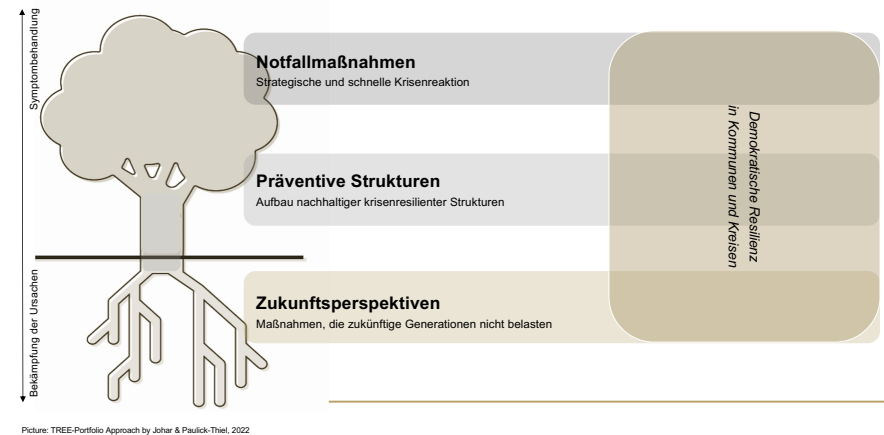 Symptombehandlung
Notfallmaßnahmen
Strategische und schnelle Krisenreaktion
Präventive Strukturen
Aufbau nachhaltiger krisenresilienter Strukturen
Bekämpfung der Ursachen
Zukunftsperspektiven
Maßnahmen, die zukünftige Generationen nicht belasten
Demokratische Resilienz
in Kommunen und Kreisen
Picture: TREE-Portfolio Approach by Johar & Paulick-Thiel, 2022